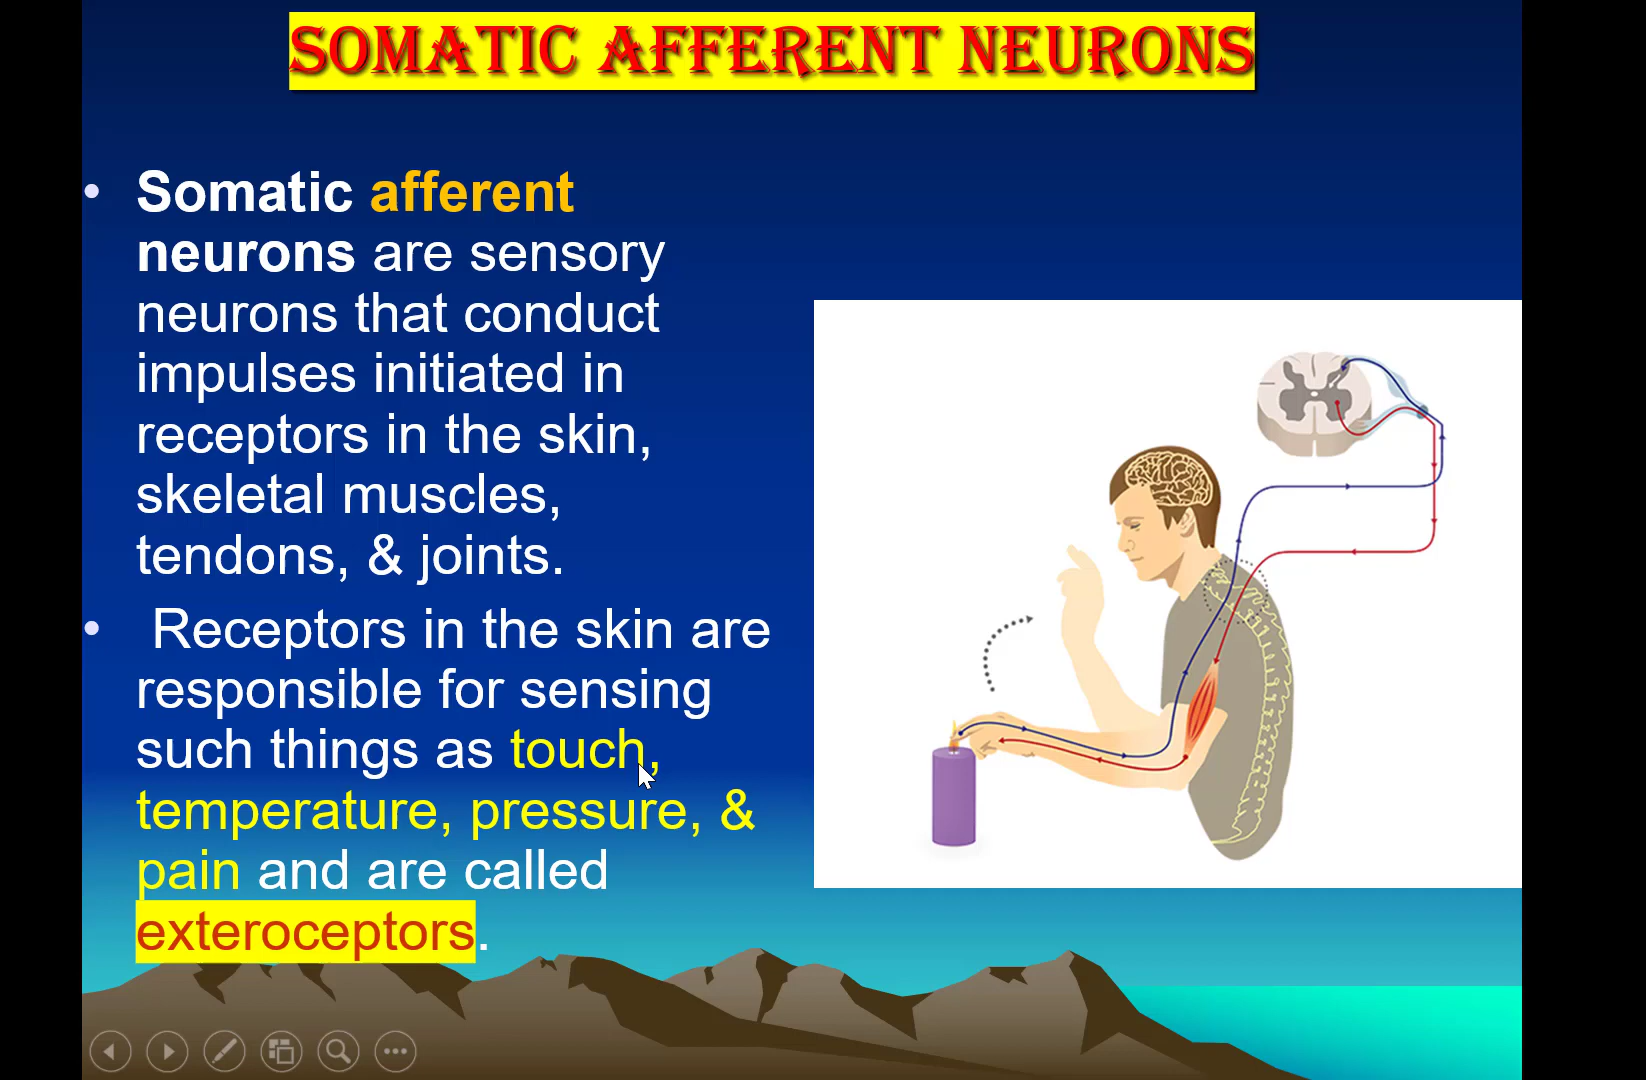 SOMATIC AFFERENT NEURONS
• Somatic afferent
neurons are sensory
neurons that conduct
impulses initiated in
receptors in the skin,
skeletal muscles,
tendons, & joints.
• Receptors in the skin are
responsible for sensing
such things as touch,
temperature, pressure, &
pain and are called
exteroceptors.